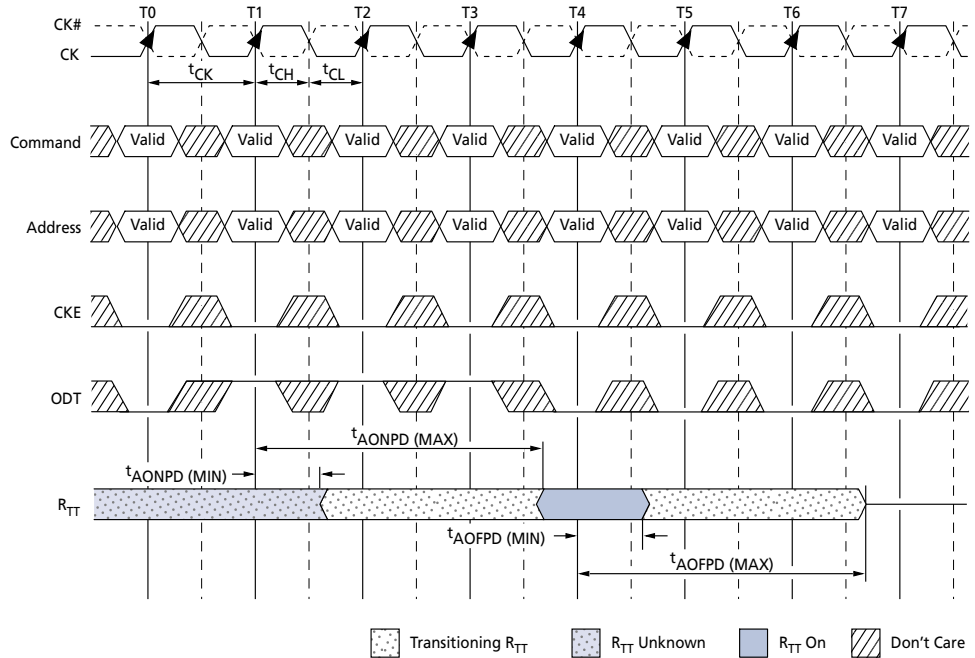 T0 T1 T2 T3 T4 T5 T6 T7
CK#
CK
tCK tCH tCL
Command Valid Valid Valid Valid Valid Valid Valid Valid
Address Valid Valid Valid Valid Valid Valid Valid Valid
CKE
ODT
tAONPD (MAX)
tAONPD (MIN)
RTT
tAOFPD (MIN)
tAOFPD (MAX)
Transitioning RTT RTT Unknown RTT On Don't Care